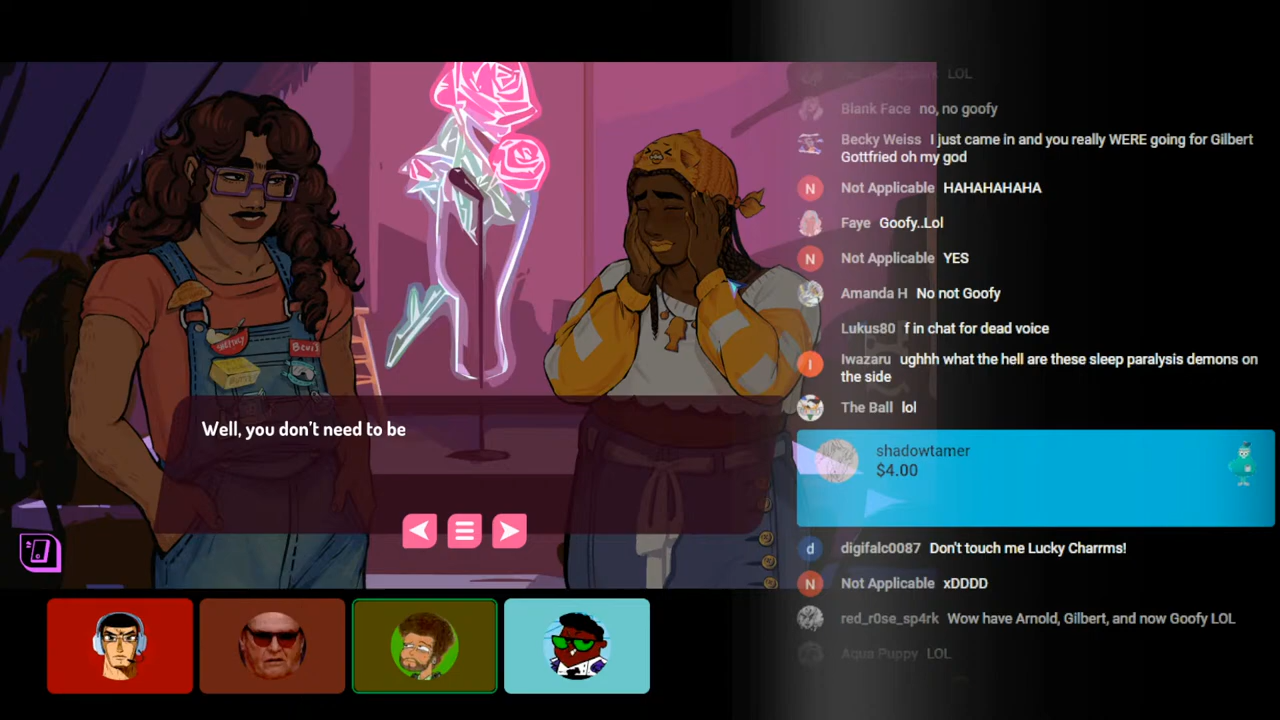 LOL
Blank Face no, no goofy
Becky Weiss I just came in and you really WERE going for Gilbert
Gottfried oh my god
Not Applicable HAHAHAHAHA
Faye Goofy..Lol
Not Applicable YES
Amanda H No not Goofy
Lukus80 f in chat for dead voice
Iwazaru ughhh what the hell are these sleep paralysis demons on
the side
The Ball lol
shadowtamer
$4.00
digifalc0087 Don't touch me Lucky Charrms!
Not Applicable xDDDD
red_r0se_sp4rk Wow have Arnold, Gilbert, and now Goofy LOL
Aqua Puppy LOL
Well, you don't need to be
N
N
I
d
N